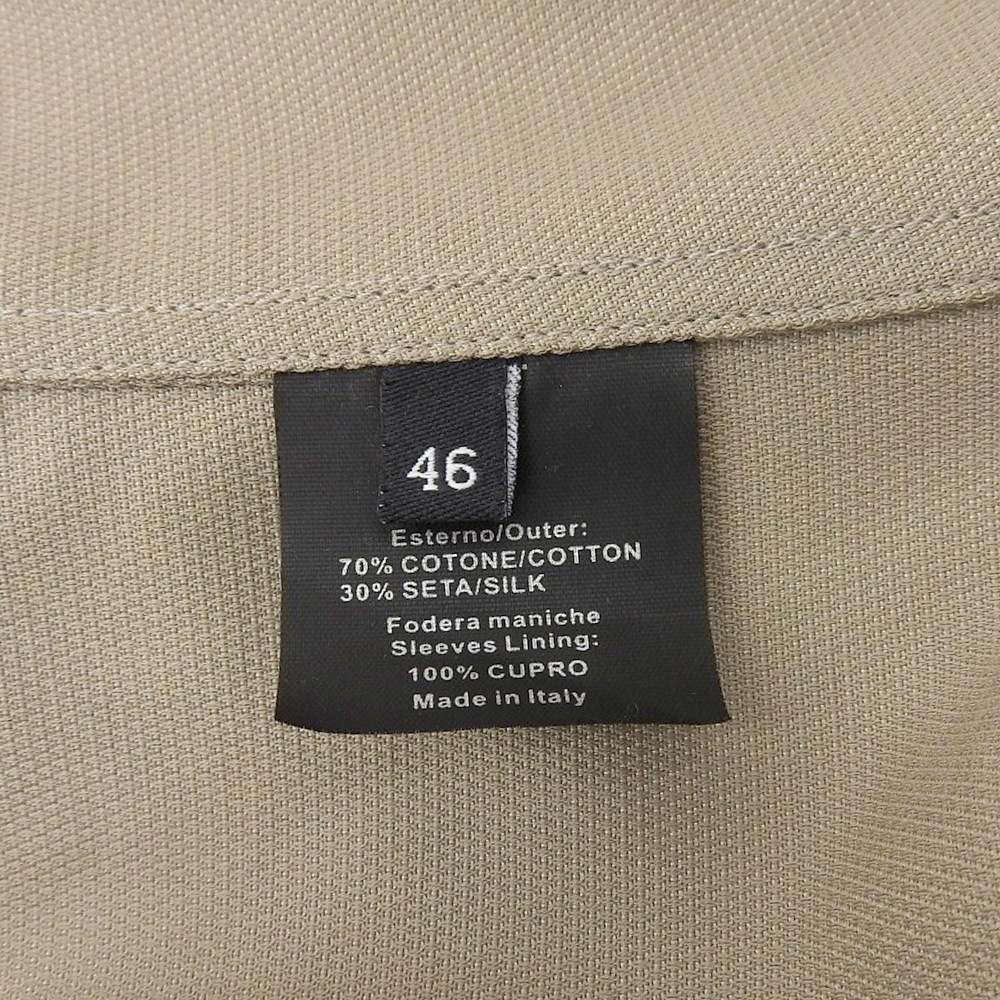 46
Esterno/Outer:
70% COTONE/COTTON
30% SETA/SILK
Fodera maniche
Sleeves Lining:
100% CUPRO
Made in Italy